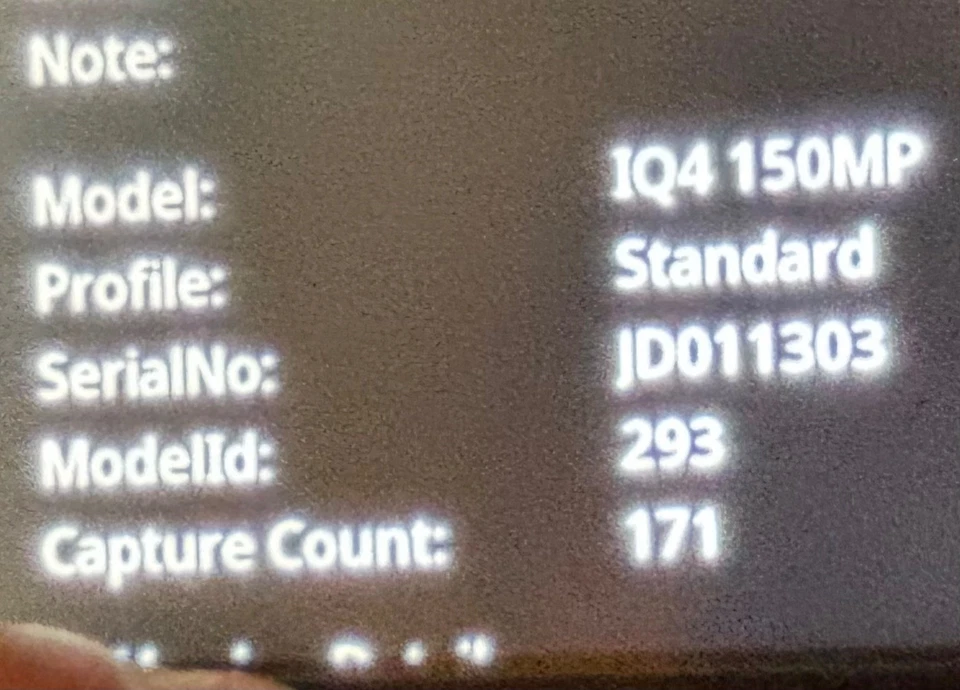 Note:
Model: IQ4 150MP
Profile: Standard
SerialNo: JD011303
ModelId: 293
Capture Count: 171